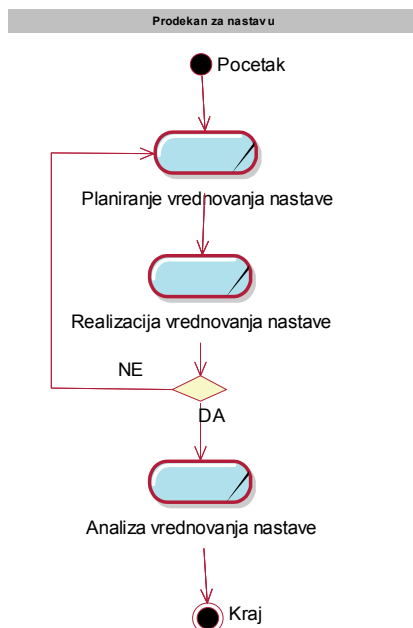 Prodekan za nastavu
Pocetak
Planiranje vrednovanja nastave
Realizacija vrednovanja nastave
NE
DA
Analiza vrednovanja nastave
Kraj